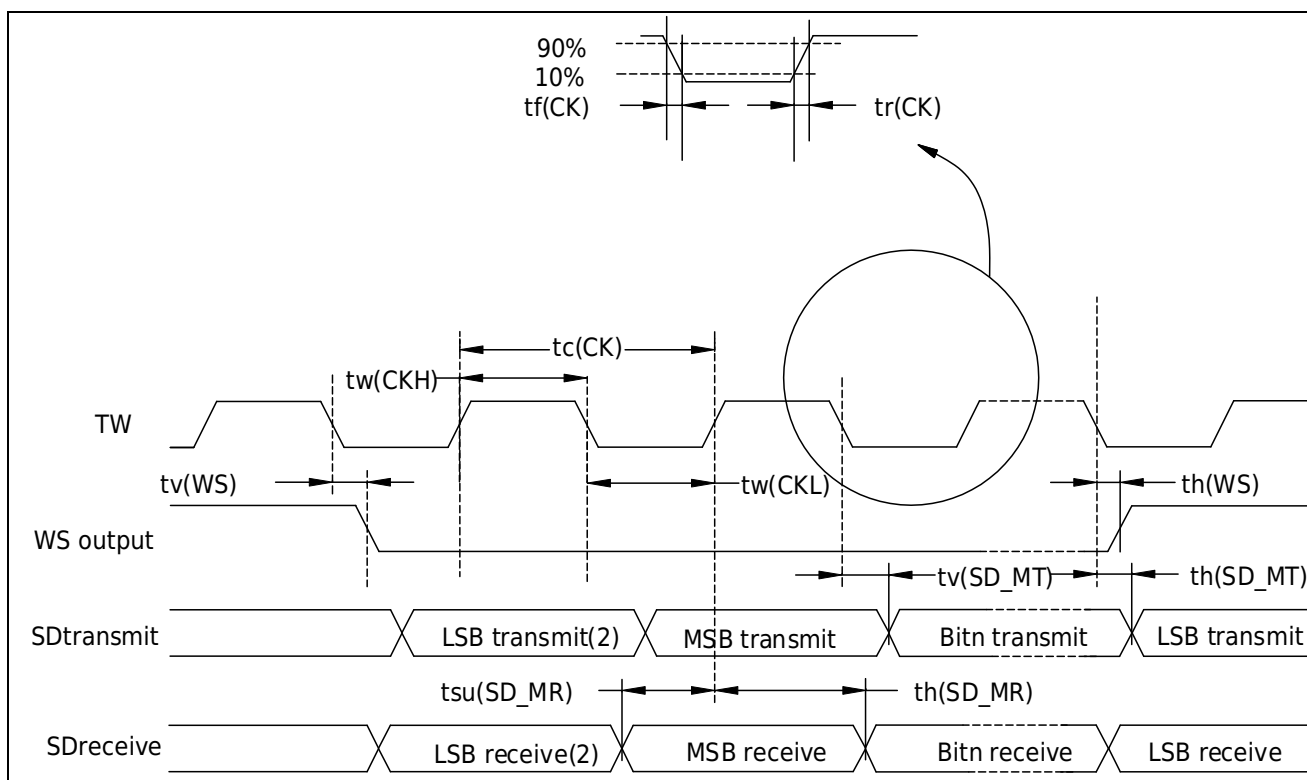 90%
10%
tf(CK)
tr(CK)
tc(CK)
tw(CKH)
TW
tv(WS)
tw(CKL)
th(WS)
WS output
tv(SD_MT)
th(SD_MT)
SDtransmit
LSB transmit(2)
MSB transmit
Bitn transmit
LSB transmit
tsu(SD_MR)
th(SD_MR)
SDreceive
LSB receive(2)
MSB receive
Bitn receive
LSB receive